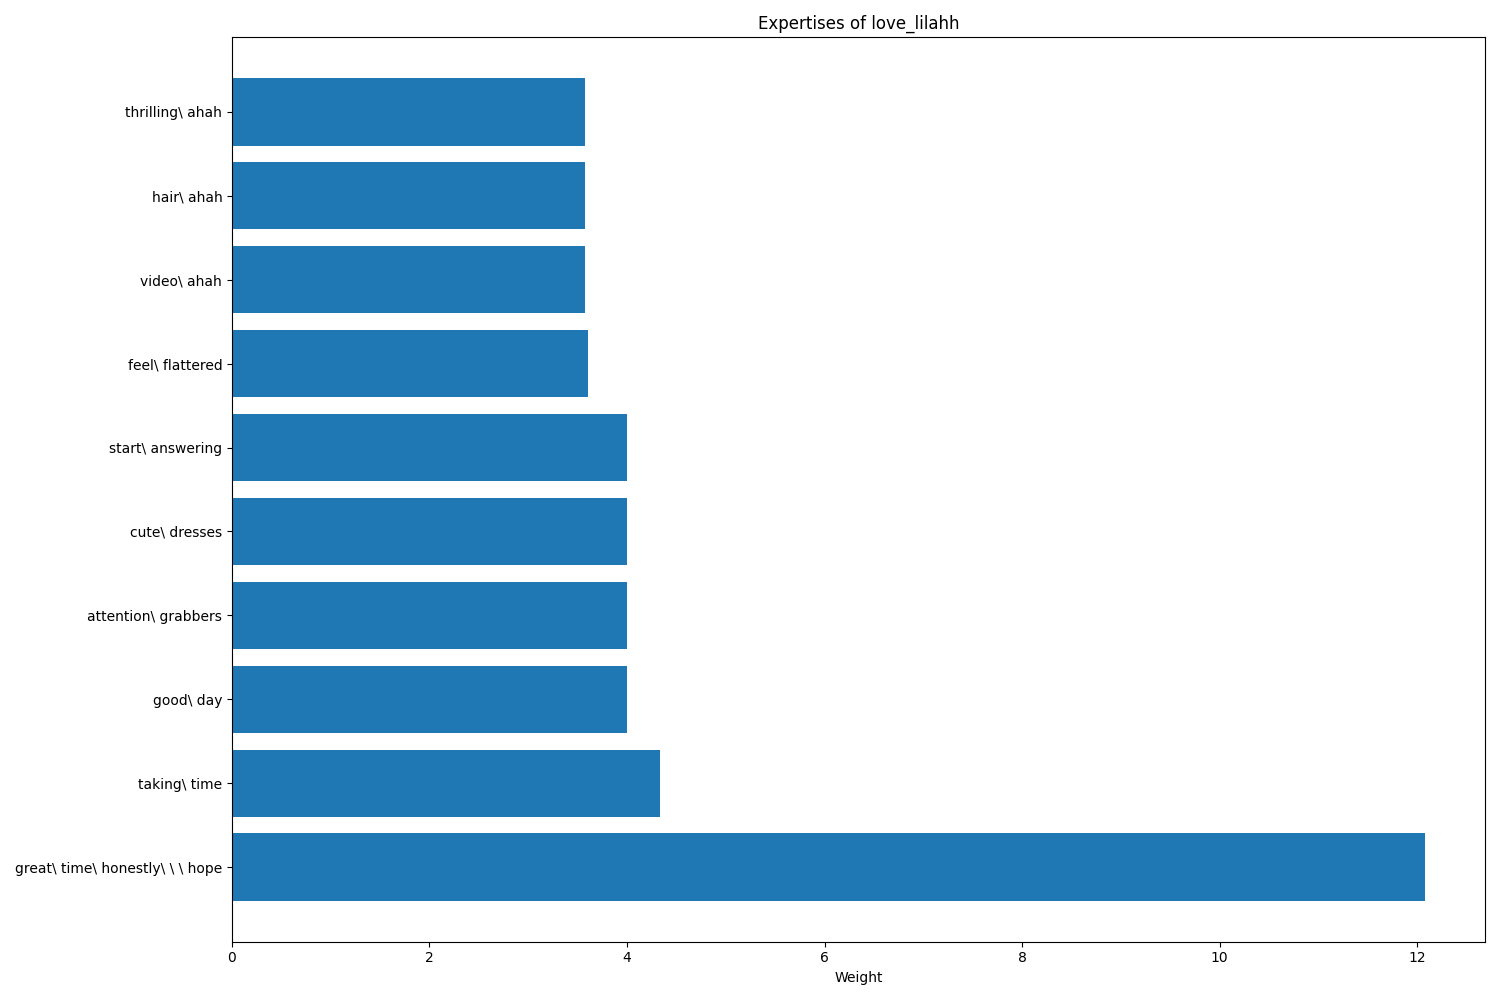 Expertises of love_lilahh
thrilling\ ahah
hair\ ahah
video\ ahah
feel\ flattered
start\ answering
cute\ dresses
attention\ grabbers
good\ day
taking\ time
great\ time\ honestly\ \ \ hope
0 2 4 6 8 10 12
Weight